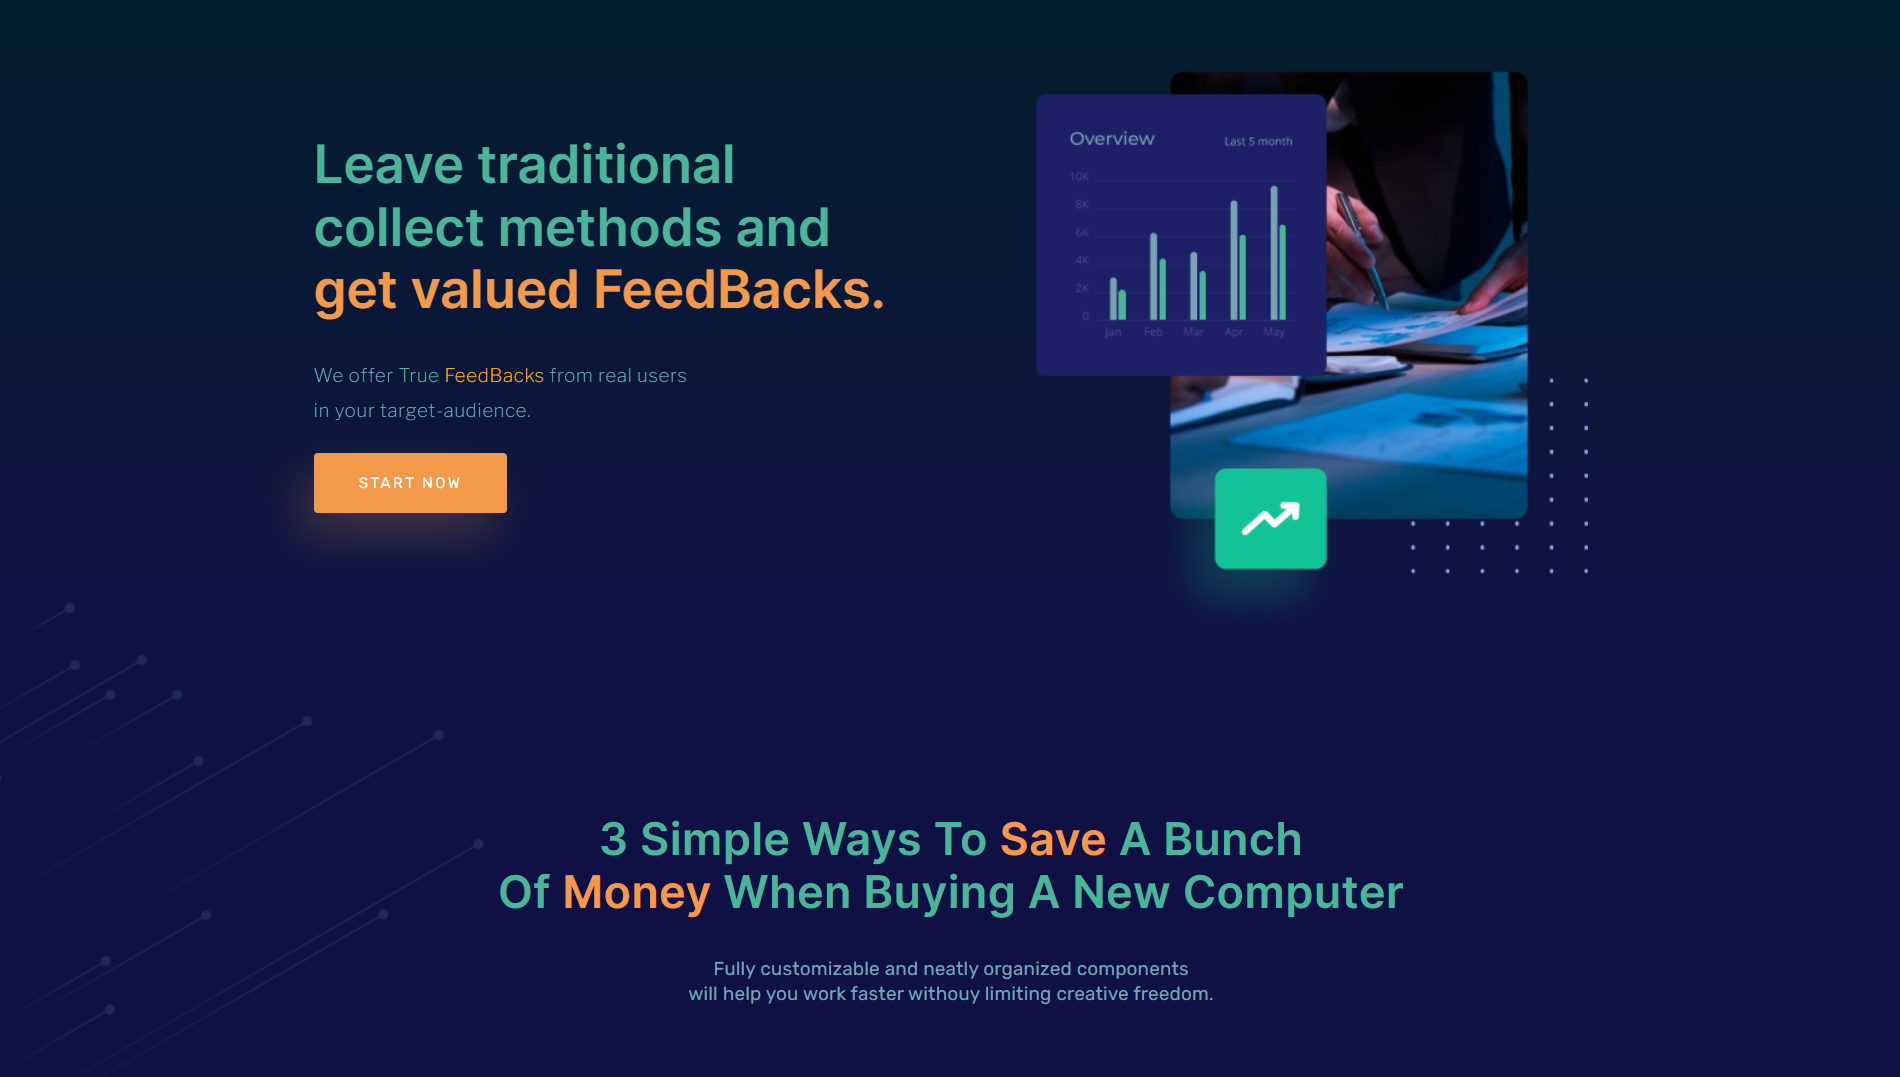 Leave traditional
collect methods and
get valued FeedBacks.
We offer True FeedBacks from real users
in your target-audience.
START NOW
Overview
Last 5 month
10K
8K
6K
4K
2K
0
Jan Feb Mar Apr May
3 Simple Ways To Save A Bunch
Of Money When Buying A New Computer
Fully customizable and neatly organized components
will help you work faster withouy limiting creative freedom.